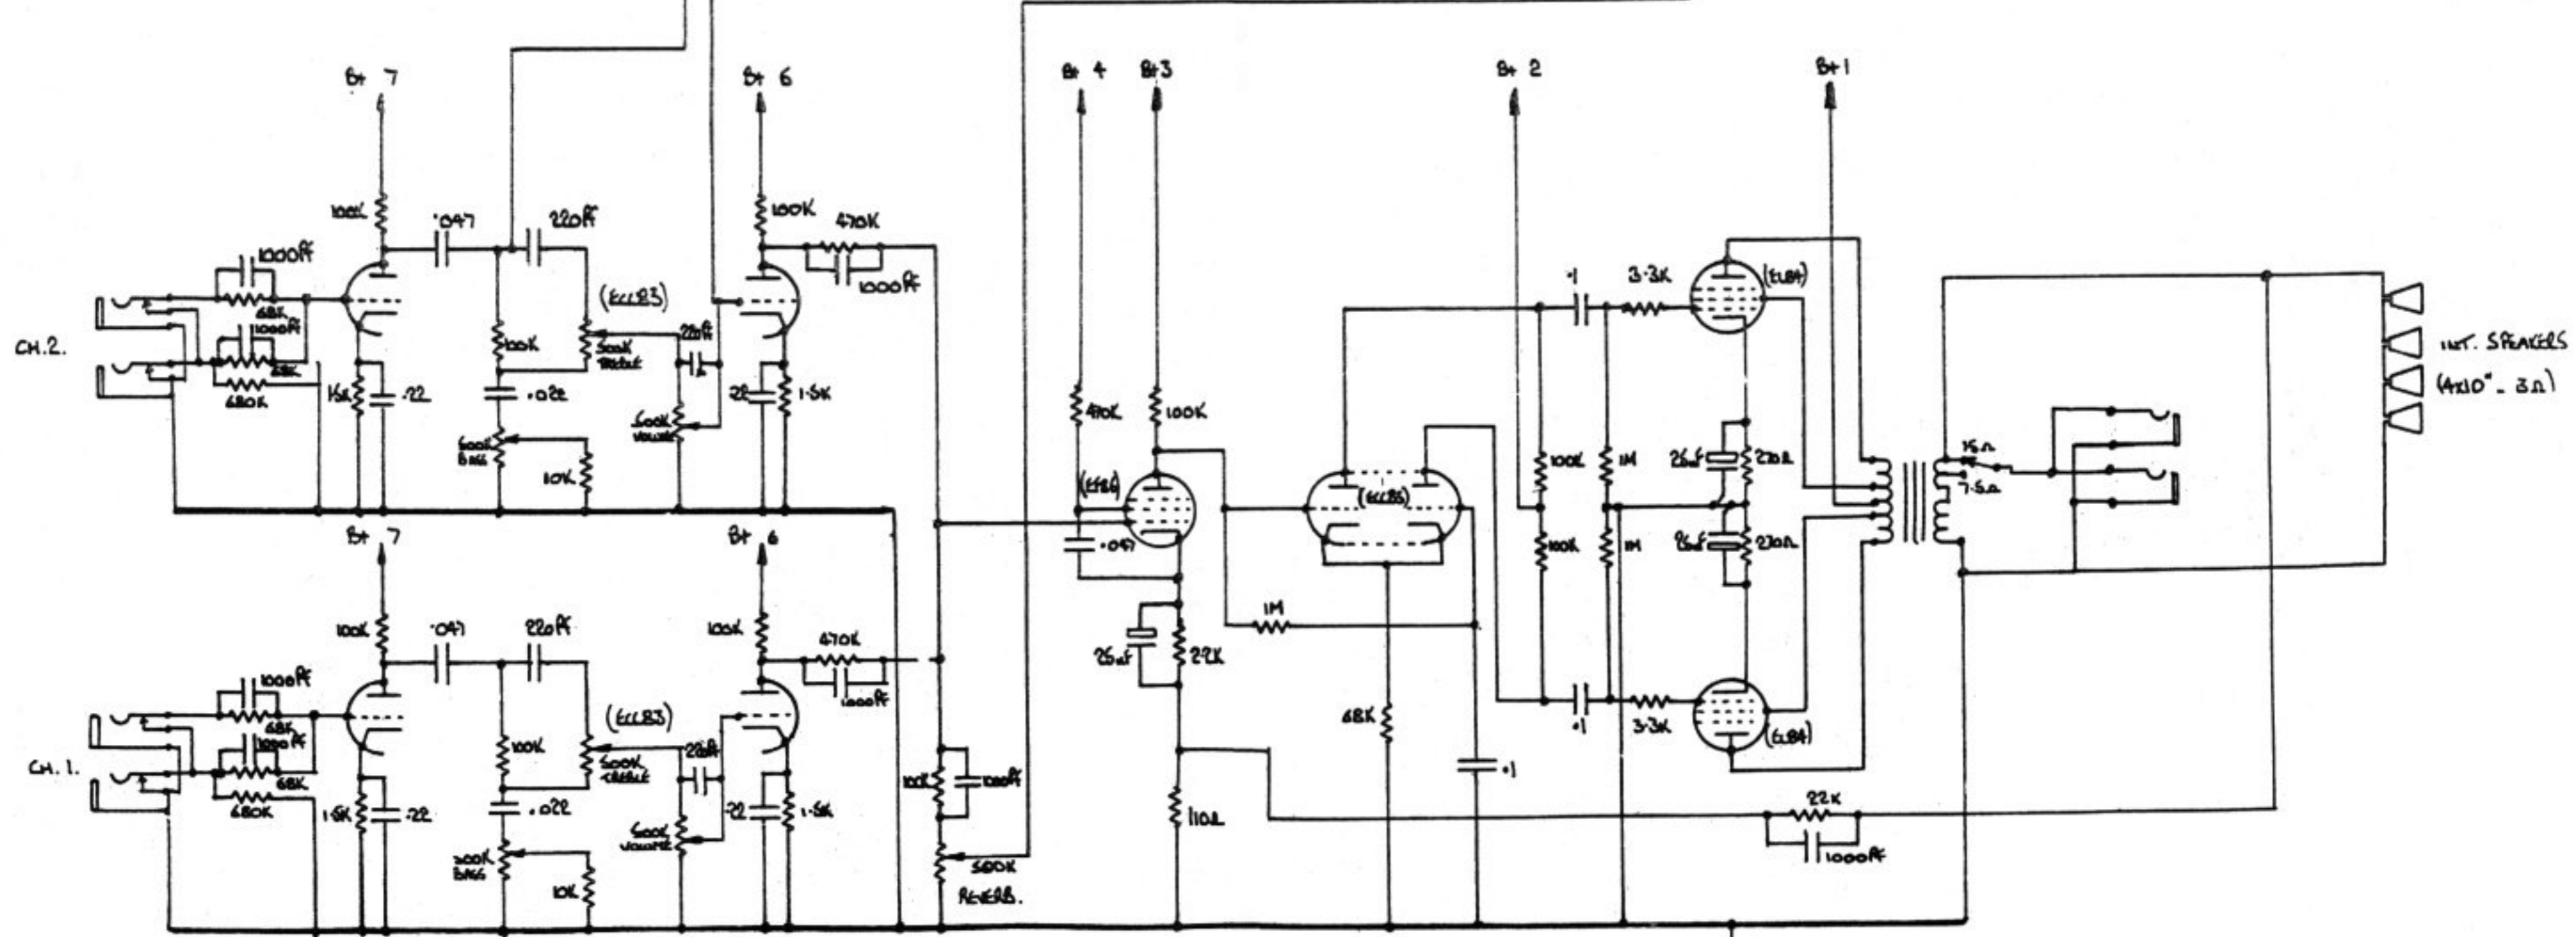 B+ 7
B+ 6
B+ 4
B+3
B+ 2
B+1
100K
.047
220Pf
100K
470K
1000Pf
1000Pf
68K
1000Pf
68K
680K
CH.2.
(ECC83)
100K
500K
TREBLE
220Pf
1.5K
.22
.022
500K
VOLUME
.22
1.5K
500K
BASS
10K
470K
100K
(EF86)
.047
(ECC83)
.1
3.3K
(EL84)
100K
1M
25uF
270Ω
100K
1M
25uF
270Ω
15Ω
7.5Ω
INT. SPEAKERS
(4x10" - 3Ω)
B+ 7
B+ 6
100K
.047
220Pf
100K
470K
1000Pf
1000Pf
68K
1000Pf
68K
680K
CH. 1.
(ECC83)
100K
500K
TREBLE
220Pf
1.5K
.22
.022
500K
VOLUME
.22
1.5K
500K
BASS
10K
100K
500K
REVERB.
1M
25uF
2.2K
110Ω
68K
.1
.1
3.3K
(EL84)
22K
1000Pf